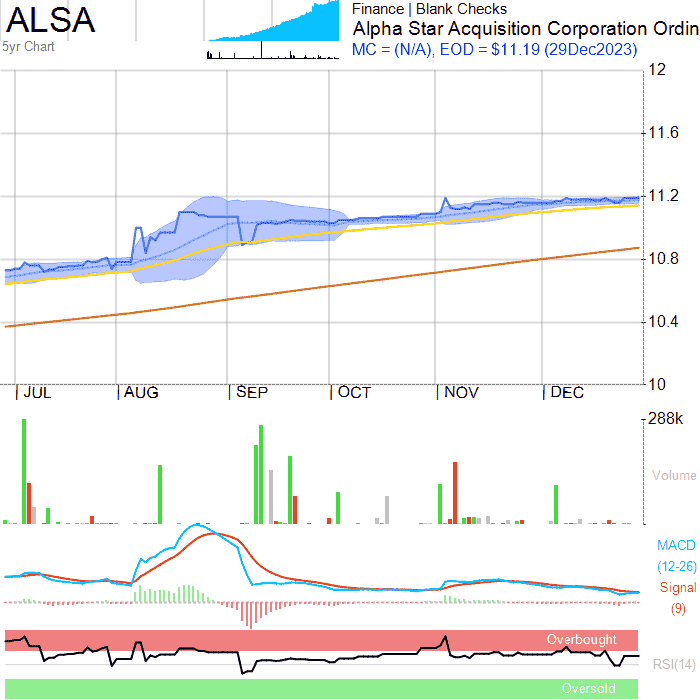 ALSA
5yr Chart
Finance | Blank Checks
Alpha Star Acquisition Corporation Ordin
MC = (N/A), EOD = $11.19 (29Dec2023)
12
11.6
11.2
10.8
10.4
10
JUL AUG SEP OCT NOV DEC
288k
Volume
MACD
(12-26)
Signal
(9)
Overbought
RSI(14)
Oversold